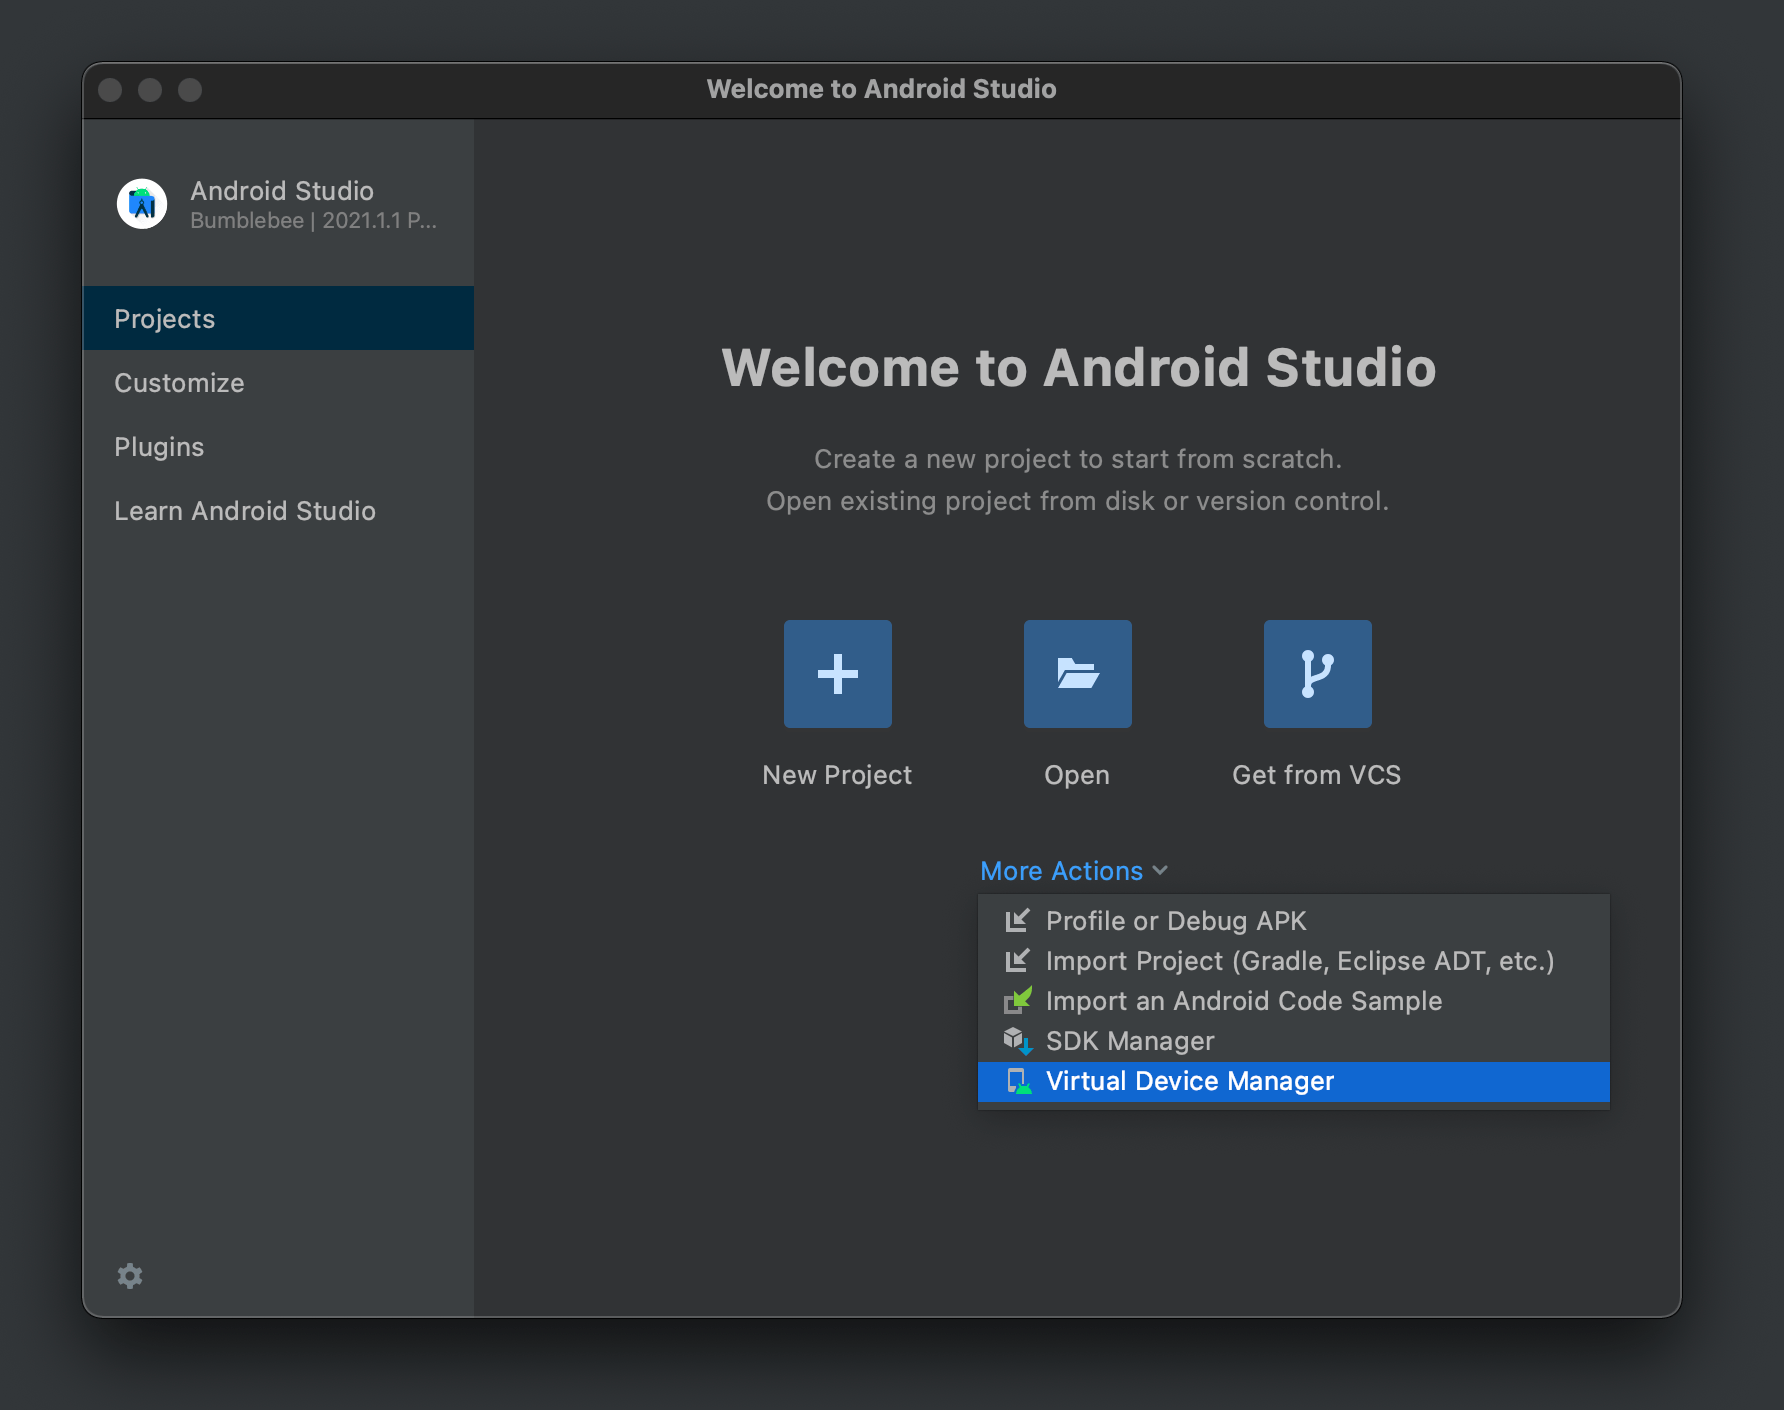 Welcome to Android Studio
Android Studio
Bumblebee | 2021.1.1 P...
Projects
Customize
Plugins
Learn Android Studio
Welcome to Android Studio
Create a new project to start from scratch.
Open existing project from disk or version control.
New Project
Open
Get from VCS
More Actions
Profile or Debug APK
Import Project (Gradle, Eclipse ADT, etc.)
Import an Android Code Sample
SDK Manager
Virtual Device Manager